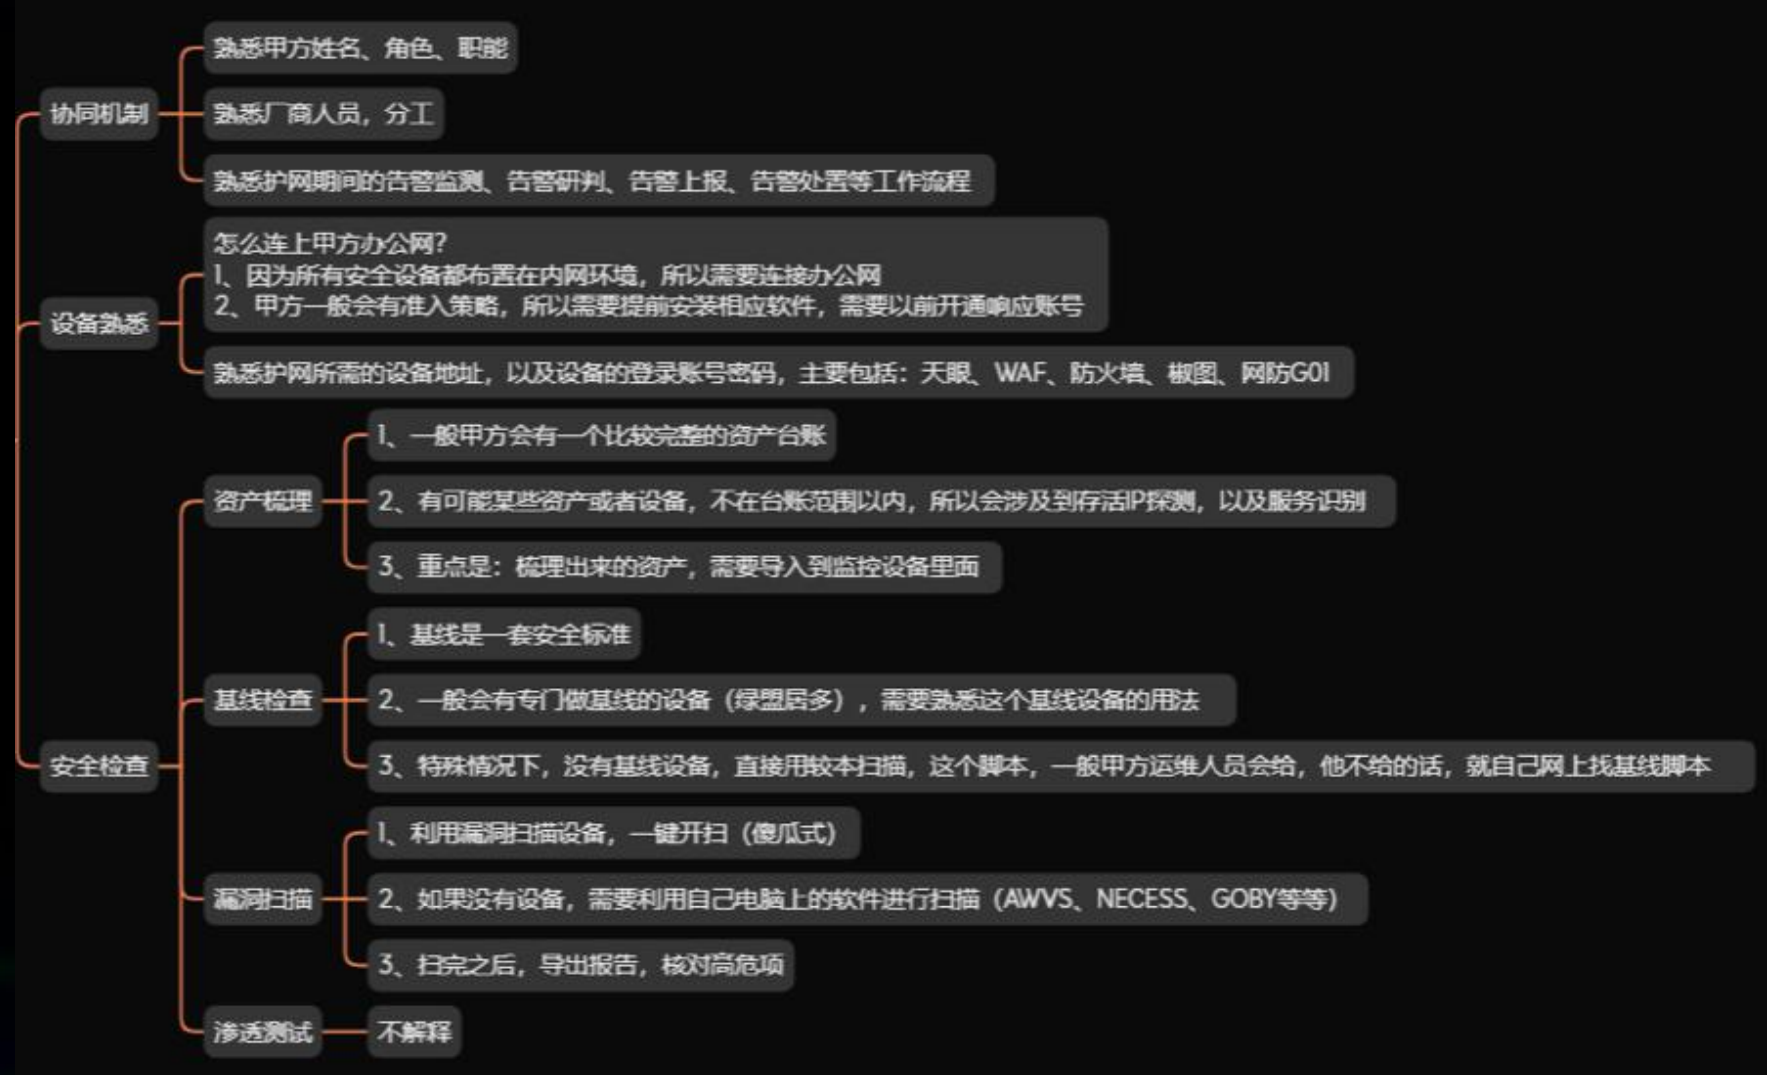 熟悉甲方姓名、角色、职能
协同机制
熟悉厂商人员，分工
熟悉护网期间的告警监测、告警研判、告警上报、告警处置等工作流程
怎么连上甲方办公网？
1、因为所有安全设备都布置在内网环境，所以需要连接办公网
2、甲方一般会有准入策略，所以需要提前安装相应软件，需要以前开通响应账号
设备熟悉
熟悉护网所需的设备地址，以及设备的登录账号密码，主要包括：天眼、WAF、防火墙、椒图、网防G01
1、一般甲方会有一个比较完整的资产台账
资产梳理
2、有可能某些资产或者设备，不在台账范围以内，所以会涉及到存活IP探测，以及服务识别
3、重点是：梳理出来的资产，需要导入到监控设备里面
1、基线是一套安全标准
基线检查
2、一般会有专门做基线的设备（绿盟居多），需要熟悉这个基线设备的用法
安全检查
3、特殊情况下，没有基线设备，直接用较本扫描，这个脚本，一般甲方运维人员会给，他不给的话，就自己网上找基线脚本
1、利用漏洞扫描设备，一键开扫（傻瓜式）
漏洞扫描
2、如果没有设备，需要利用自己电脑上的软件进行扫描（AWVS、NECESS、GOBY等等）
3、扫完之后，导出报告，核对高危项
渗透测试
不解释